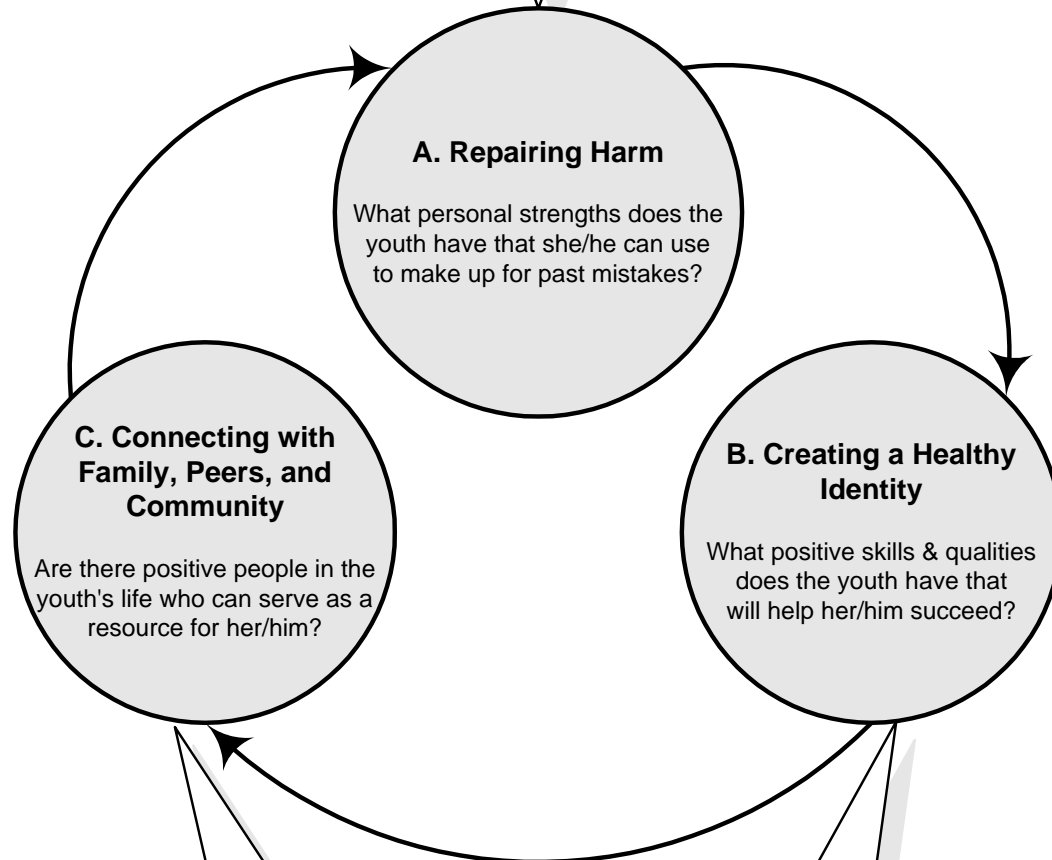 A. Repairing Harm
What personal strengths does the
youth have that she/he can use
to make up for past mistakes?
B. Creating a Healthy
Identity
What positive skills & qualities
does the youth have that
will help her/him succeed?
C. Connecting with
Family, Peers, and
Community
Are there positive people in the
youth's life who can serve as a
resource for her/him?